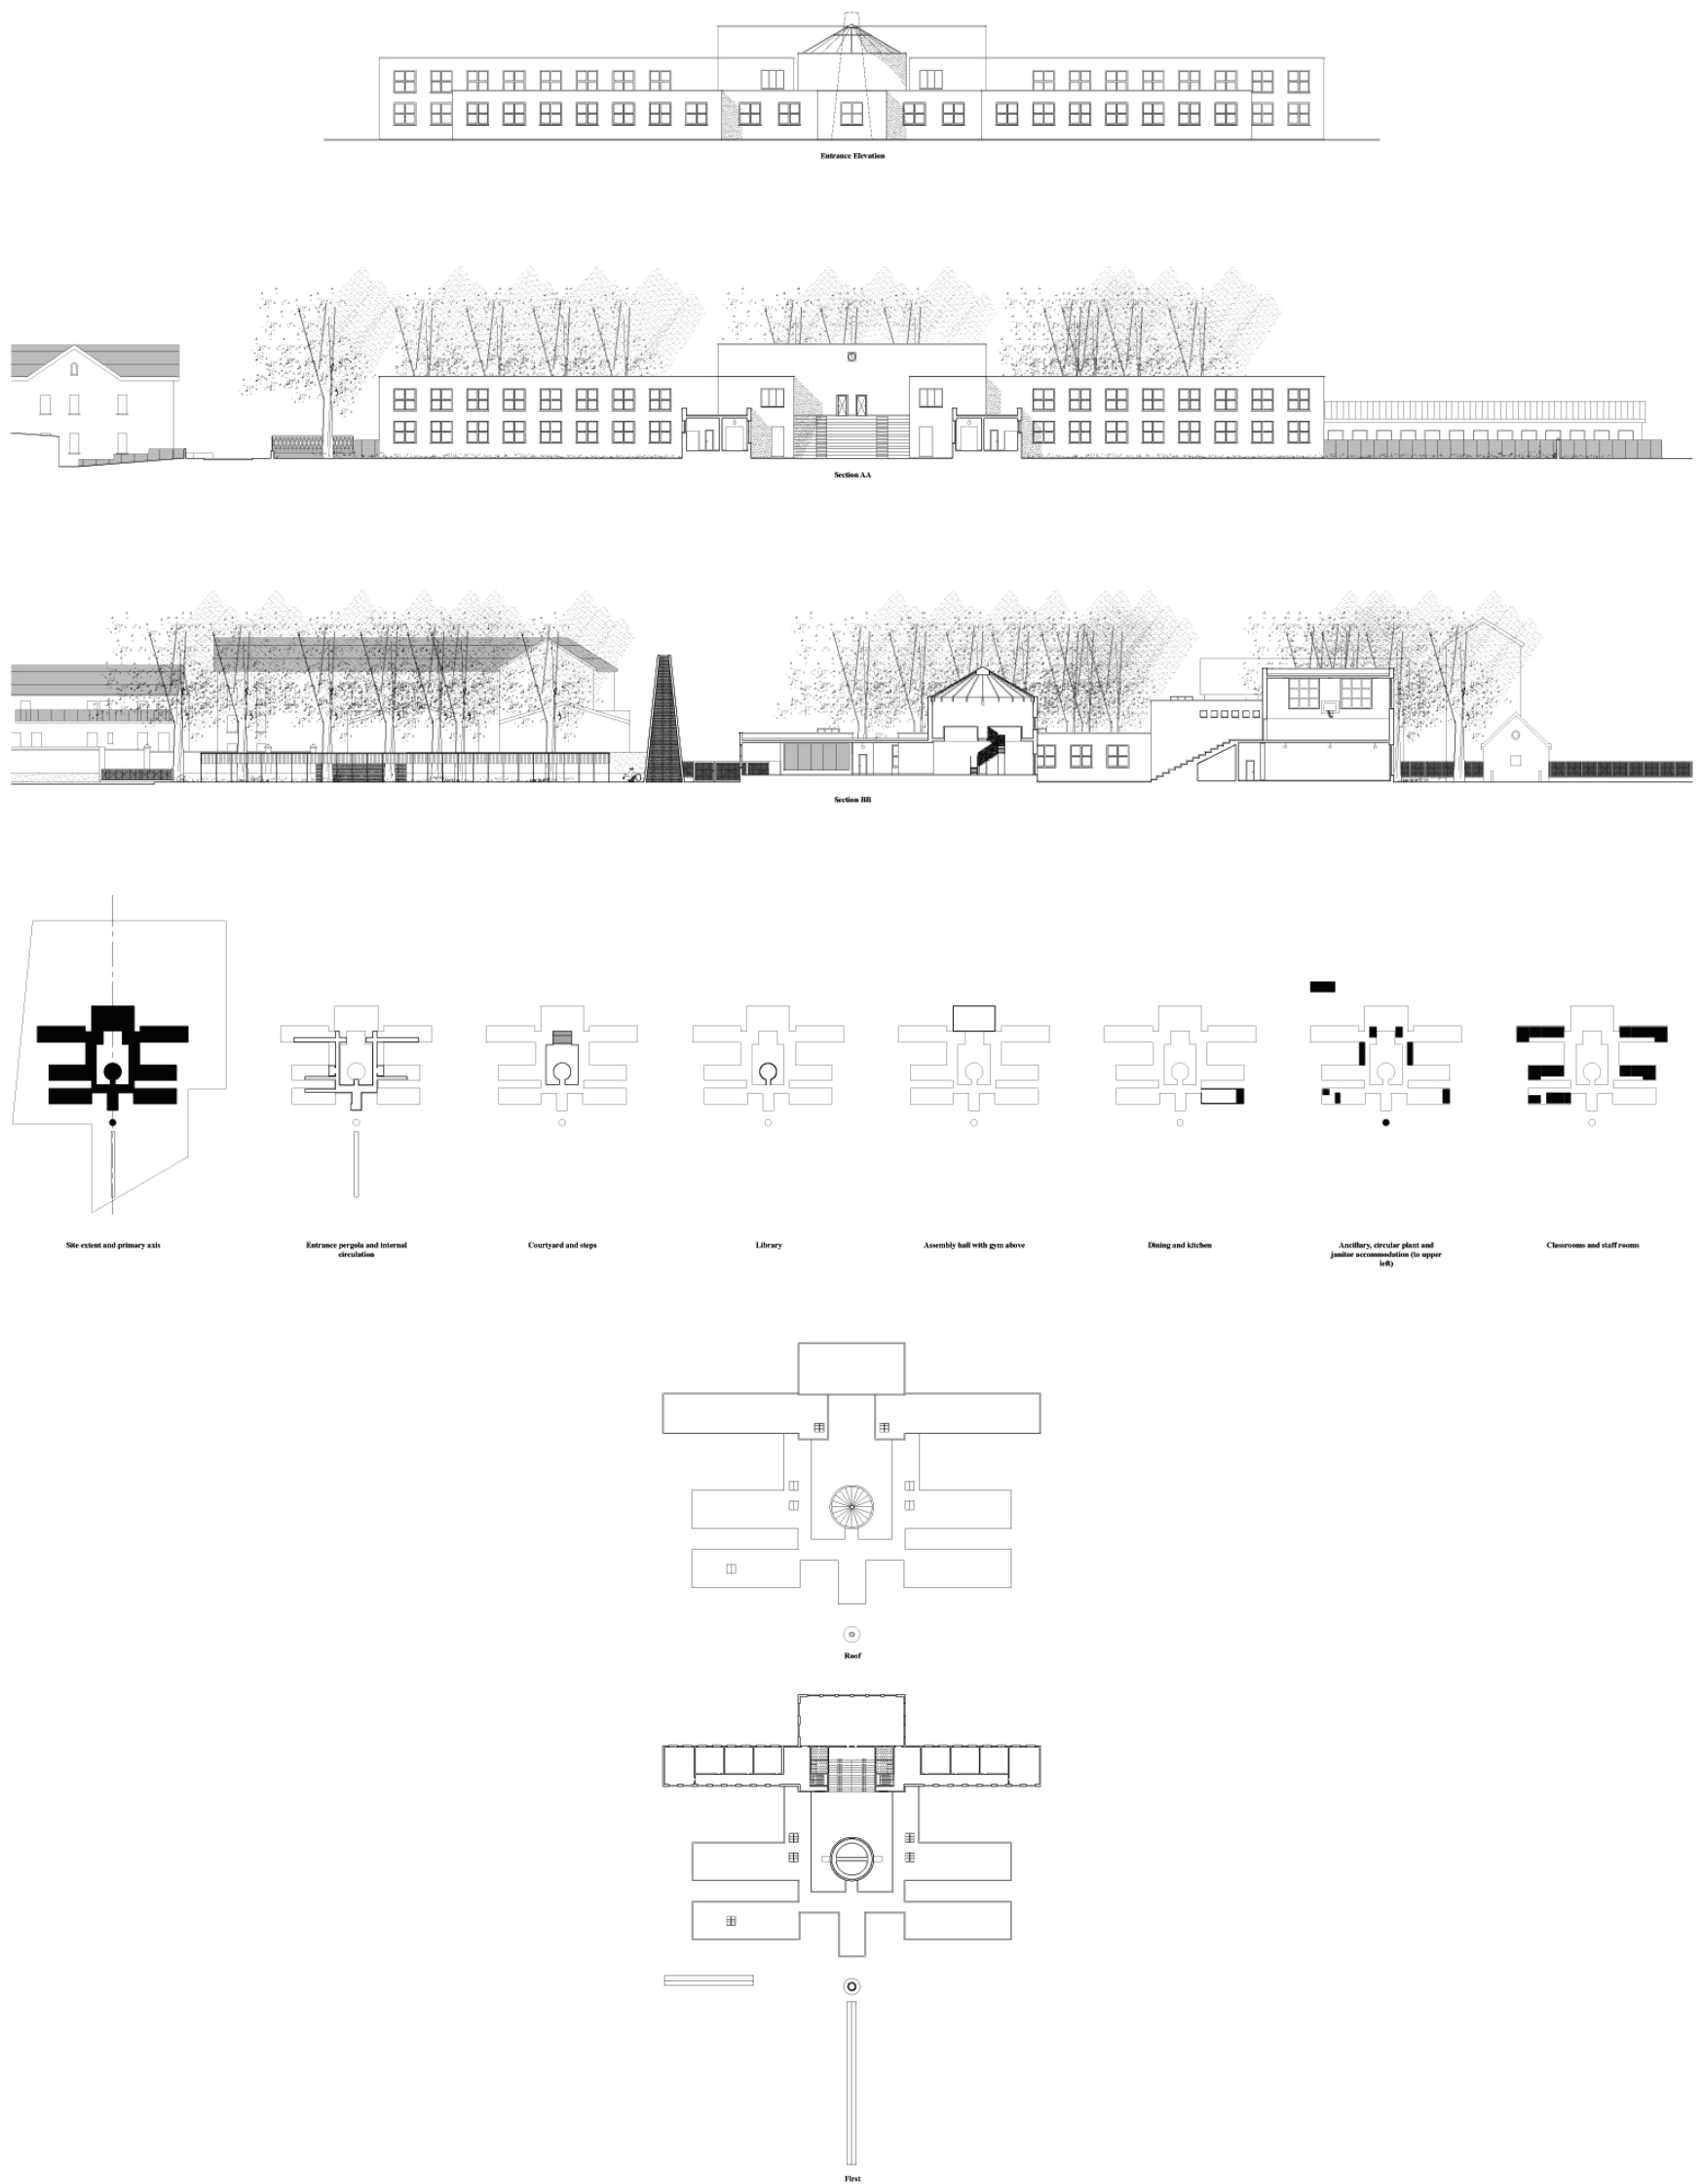 Entrance Elevation
Section AA
Section BB
Site extent and primary axis
Entrance pergola and internal
circulation
Courtyard and steps
Library
Assembly hall with gym above
Dining and kitchen
Ancillary, circular plant and
janitor accommodation (to upper
left)
Classrooms and staff rooms
Roof
First